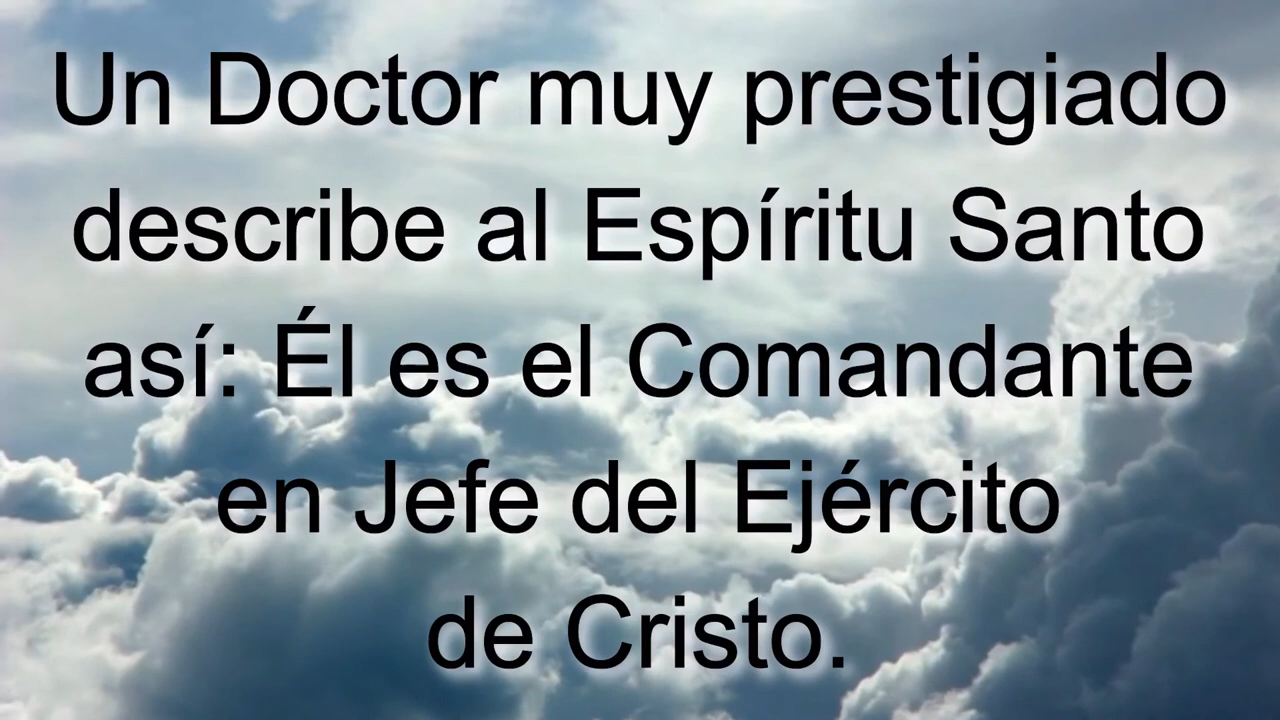 Un Doctor muy prestigiado
describe al Espíritu Santo
así: Él es el Comandante
en Jefe del Ejército
de Cristo.